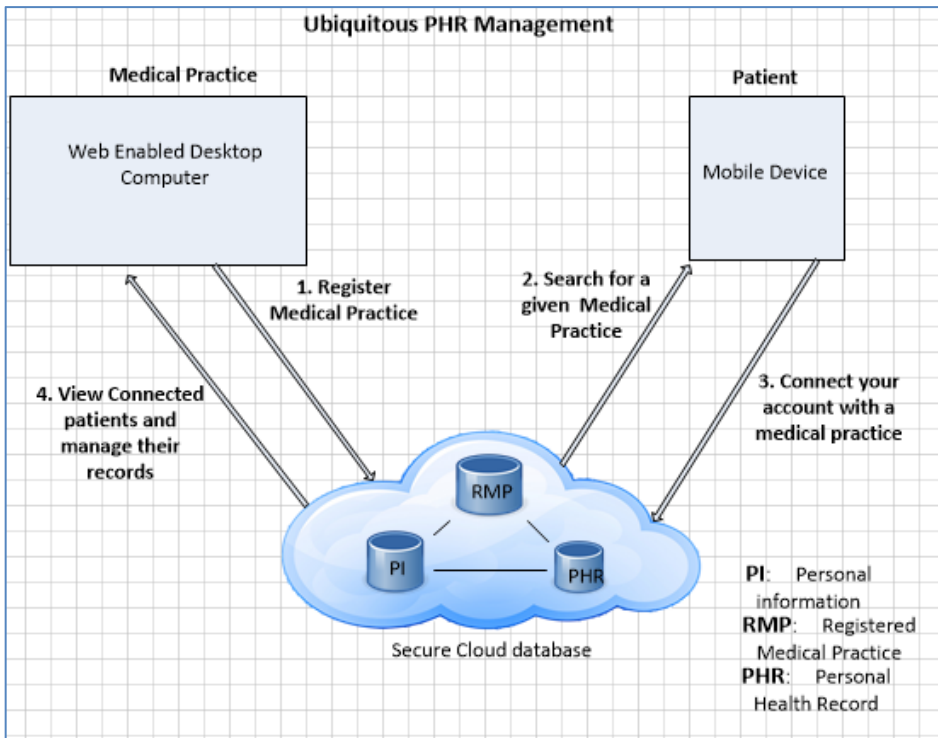 Ubiquitous PHR Management
Medical Practice
Patient
Web Enabled Desktop
Computer
Mobile Device
1. Register
Medical Practice
2. Search for a
given Medical
Practice
3. Connect your
account with a
medical practice
4. View Connected
patients and
manage their
records
RMP
PI
PHR
Secure Cloud database
PI: Personal
information
RMP: Registered
Medical Practice
PHR: Personal
Health Record